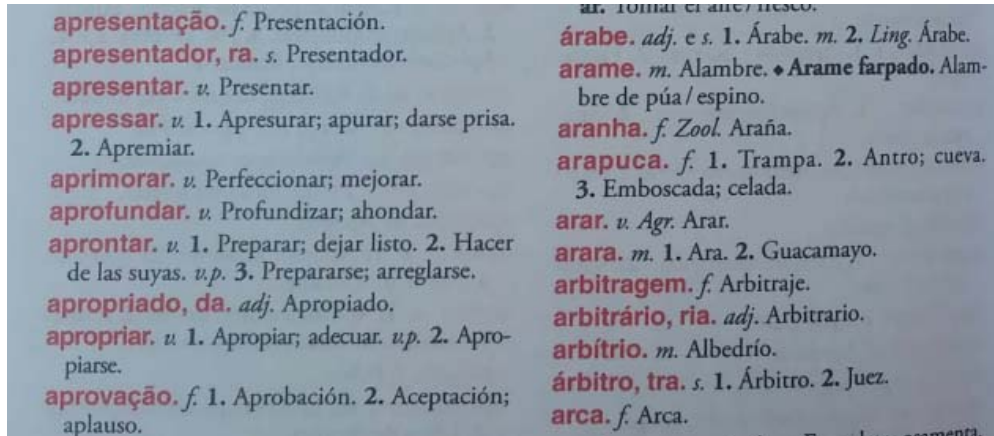 apresentação. f. Presentación.
apresentador, ra. s. Presentador.
apresentar. v. Presentar.
apressar. v. 1. Apresurar; apurar; darse prisa.
2. Apremiar.
aprimorar. v. Perfeccionar; mejorar.
aprofundar. v. Profundizar; ahondar.
aprontar. v. 1. Preparar; dejar listo. 2. Hacer
de las suyas. v.p. 3. Prepararse; arreglarse.
apropriado, da. adj. Apropiado.
apropriar. v. 1. Apropiar; adecuar. v.p. 2. Apro-
piarse.
aprovação. f. 1. Aprobación. 2. Aceptación;
aplauso.
ar. Tomar el aire / fresco.
árabe. adj. e s. 1. Árabe. m. 2. Ling. Árabe.
arame. m. Alambre. ◆ Arame farpado. Alam-
bre de púa / espino.
aranha. f. Zool. Araña.
arapuca. f. 1. Trampa. 2. Antro; cueva.
3. Emboscada; celada.
arar. v. Agr. Arar.
arara. m. 1. Ara. 2. Guacamayo.
arbitragem. f. Arbitraje.
arbitrário, ria. adj. Arbitrario.
arbítrio. m. Albedrío.
árbitro, tra. s. 1. Árbitro. 2. Juez.
arca. f. Arca.